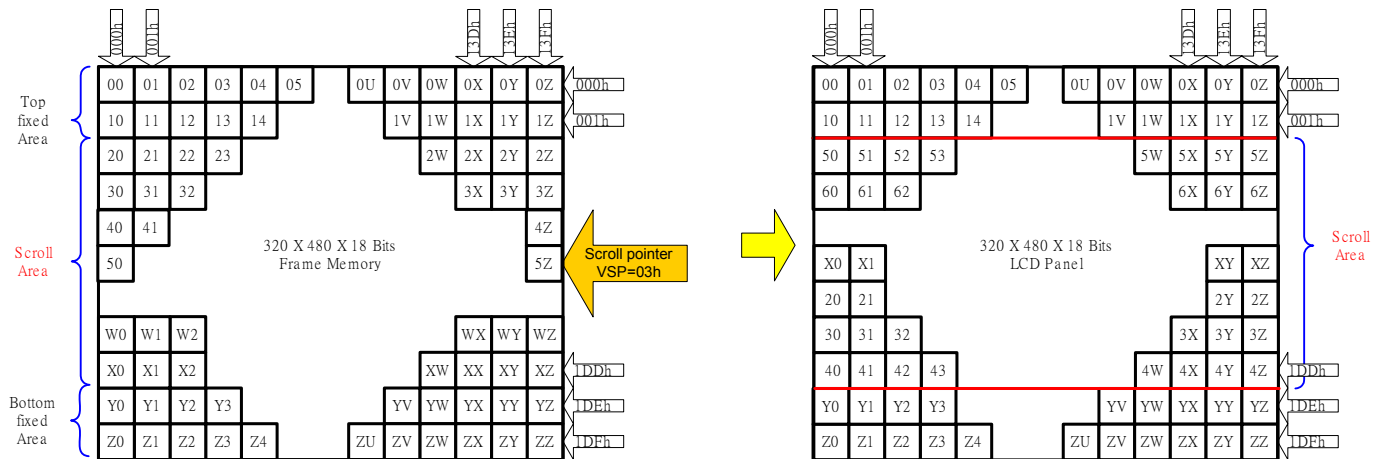 000h 001h 13Dh 13Eh 13Fh
000h 001h 13Dh 13Eh 13Fh
Top
fixed
Area
Scroll
Area
Bottom
fixed
Area
00 01 02 03 04 05 0U 0V 0W 0X 0Y 0Z 000h
10 11 12 13 14 1V 1W 1X 1Y 1Z 001h
20 21 22 23 2W 2X 2Y 2Z
30 31 32 3X 3Y 3Z
40 41 4Z
50 5Z
320 X 480 X 18 Bits
Frame Memory
Scroll pointer
VSP=03h
W0 W1 W2 WX WY WZ
X0 X1 X2 XW XX XY XZ 1DDh
Y0 Y1 Y2 Y3 YV YW YX YY YZ 1DEh
Z0 Z1 Z2 Z3 Z4 ZU ZV ZW ZX ZY ZZ 1DFh
00 01 02 03 04 05 0U 0V 0W 0X 0Y 0Z 000h
10 11 12 13 14 1V 1W 1X 1Y 1Z 001h
50 51 52 53 5W 5X 5Y 5Z
60 61 62 6X 6Y 6Z
320 X 480 X 18 Bits
LCD Panel
Scroll
Area
X0 X1 XY XZ
20 21 2Y 2Z
30 31 32 3X 3Y 3Z
40 41 42 43 4W 4X 4Y 4Z 1DDh
Y0 Y1 Y2 Y3 YV YW YX YY YZ 1DEh
Z0 Z1 Z2 Z3 Z4 ZU ZV ZW ZX ZY ZZ 1DFh